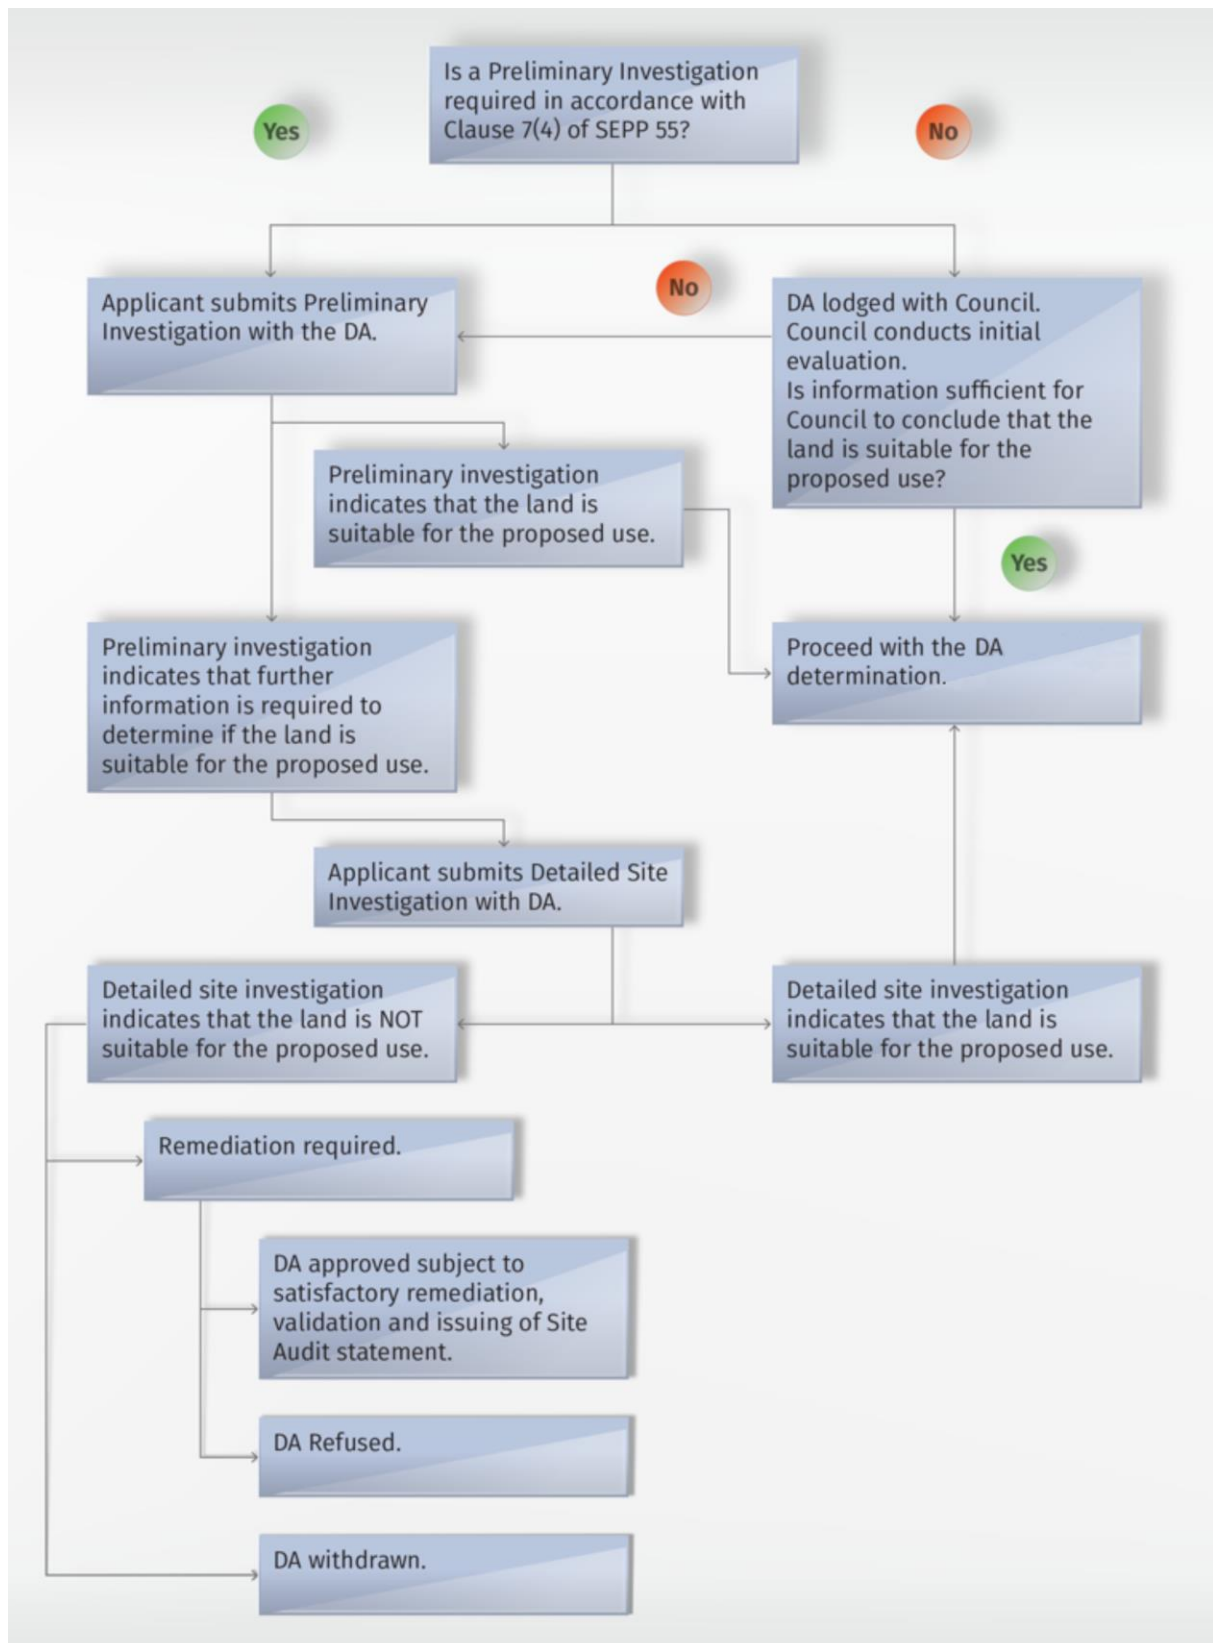 Is a Preliminary Investigation
required in accordance with
Clause 7(4) of SEPP 55?
Yes
No
Applicant submits Preliminary
Investigation with the DA.
No
DA lodged with Council.
Council conducts initial
evaluation.
Is information sufficient for
Council to conclude that the
land is suitable for the
proposed use?
Preliminary investigation
indicates that the land is
suitable for the proposed use.
Yes
Preliminary investigation
indicates that further
information is required to
determine if the land is
suitable for the proposed use.
Proceed with the DA
determination.
Applicant submits Detailed Site
Investigation with DA.
Detailed site investigation
indicates that the land is NOT
suitable for the proposed use.
Detailed site investigation
indicates that the land is
suitable for the proposed use.
Remediation required.
DA approved subject to
satisfactory remediation,
validation and issuing of Site
Audit statement.
DA Refused.
DA withdrawn.